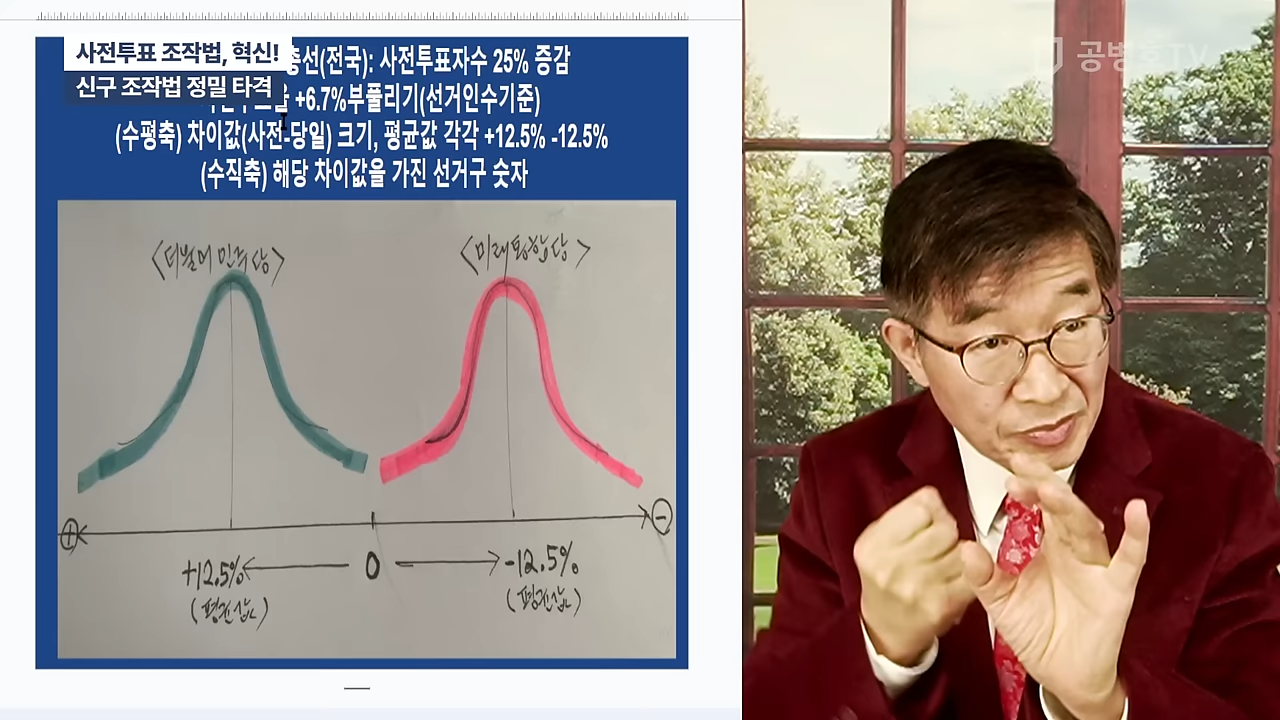 사전투표 조작법, 혁신!
신구 조작법 정밀 타격
총선(전국): 사전투표자수 25% 증감
+6.7%부풀리기(선거인수기준)
(수평축) 차이값(사전-당일) 크기, 평균값 각각 +12.5% -12.5%
(수직축) 해당 차이값을 가진 선거구 숫자
공병호TV
<더불어민주당>
<미래통합당>
+
-
+12.5%
0
-12.5%
(평균값)
(평균값)